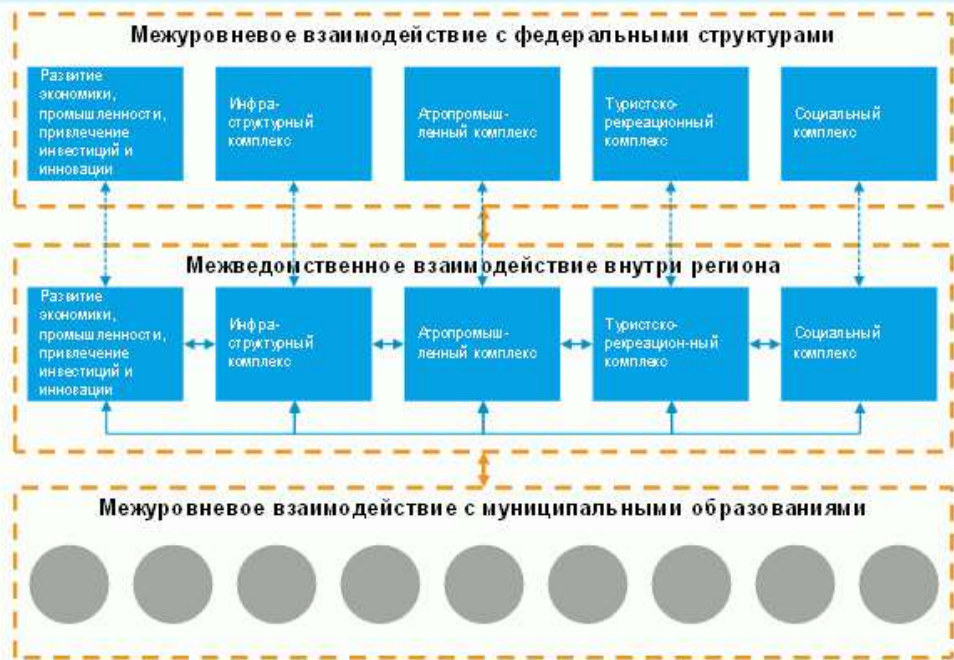 Межуровневое взаимодействие с федеральными структурами
Развитие
экономики,
промышленности,
привлечение
инвестиций и
инновации
Инфра-
структурный
комплекс
Агропромыш-
ленный комплекс
Туристско-
рекреационный
комплекс
Социальный
комплекс
Межведомственное взаимодействие внутри региона
Развитие
экономики,
промышленности,
привлечение
инвестиций и
инновации
Инфра-
структурный
комплекс
Агропромыш-
ленный комплекс
Туристско-
рекреацион-ный
комплекс
Социальный
комплекс
Межуровневое взаимодействие с муниципальными образованиями